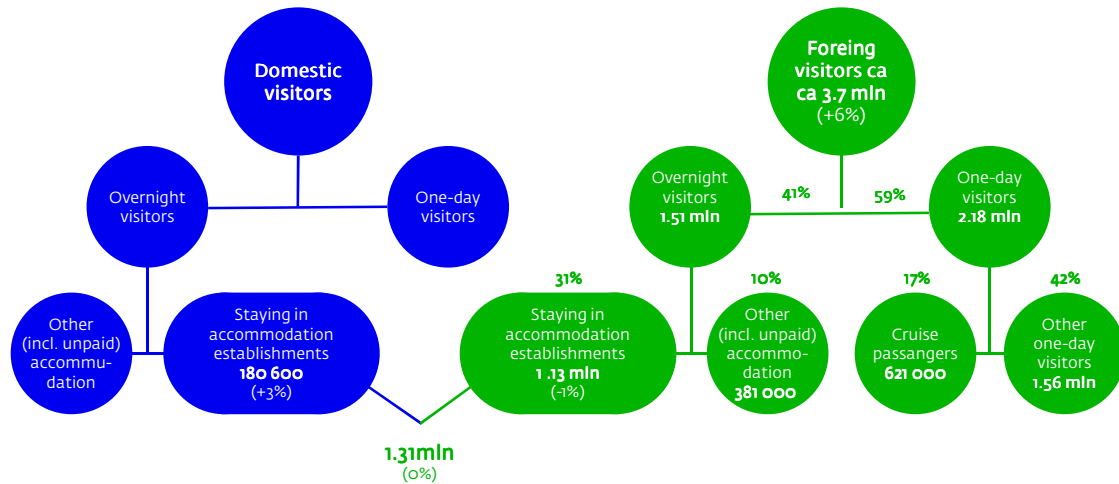 Domestic
visitors
Foreing
visitors ca
ca 3.7 mln
(+6%)
Overnight
visitors
One-day
visitors
Overnight
visitors
1.51 mln
41%
59%
One-day
visitors
2.18 mln
31%
10%
17%
42%
Other
(incl. unpaid)
accommu-
dation
Staying in
accommodation
establishments
180 600
(+3%)
Staying in
accommodation
establishments
1 .13 mln
(-1%)
Other
(incl. unpaid)
accommo-
dation
381 000
Cruise
passangers
621 000
Other
one-day
visitors
1.56 mln
1.31mln
(0%)